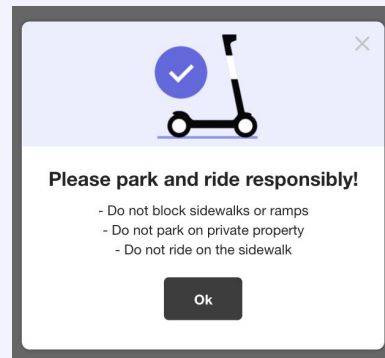 Please park and ride responsibly!
- Do not block sidewalks or ramps
- Do not park on private property
- Do not ride on the sidewalk
Ok